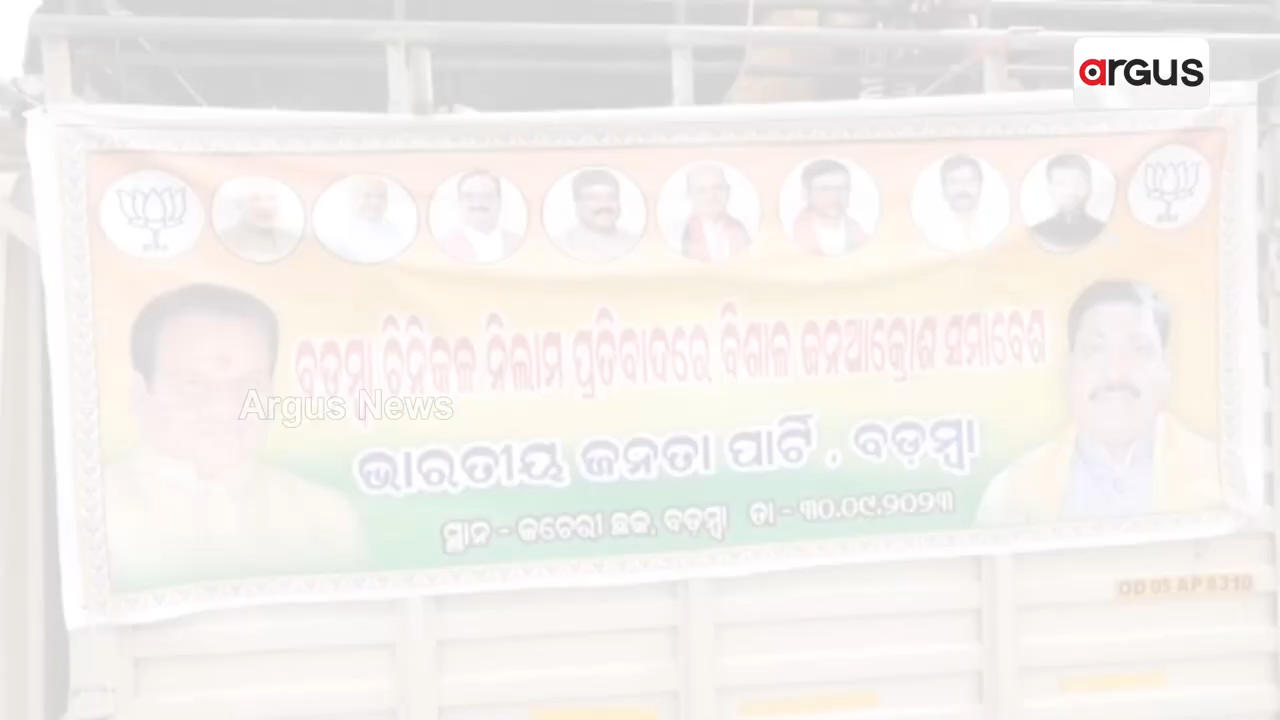 argus
ବଡ଼ମ୍ବା ଚିନିକଳ ନିଲାମ ପ୍ରତିବାଦରେ ବିଶାଳ ଜନଆକ୍ରୋଶ ସମାବେଶ
Argus News
ଭାରତୀୟ ଜନତା ପାର୍ଟି , ବଡ଼ମ୍ବା
ସ୍ଥାନ - କଚେରୀ ଛକ, ବଡ଼ମ୍ବା ତା - ୩୦.୦୯.୨୦୨୩
OD 05 AP 8310